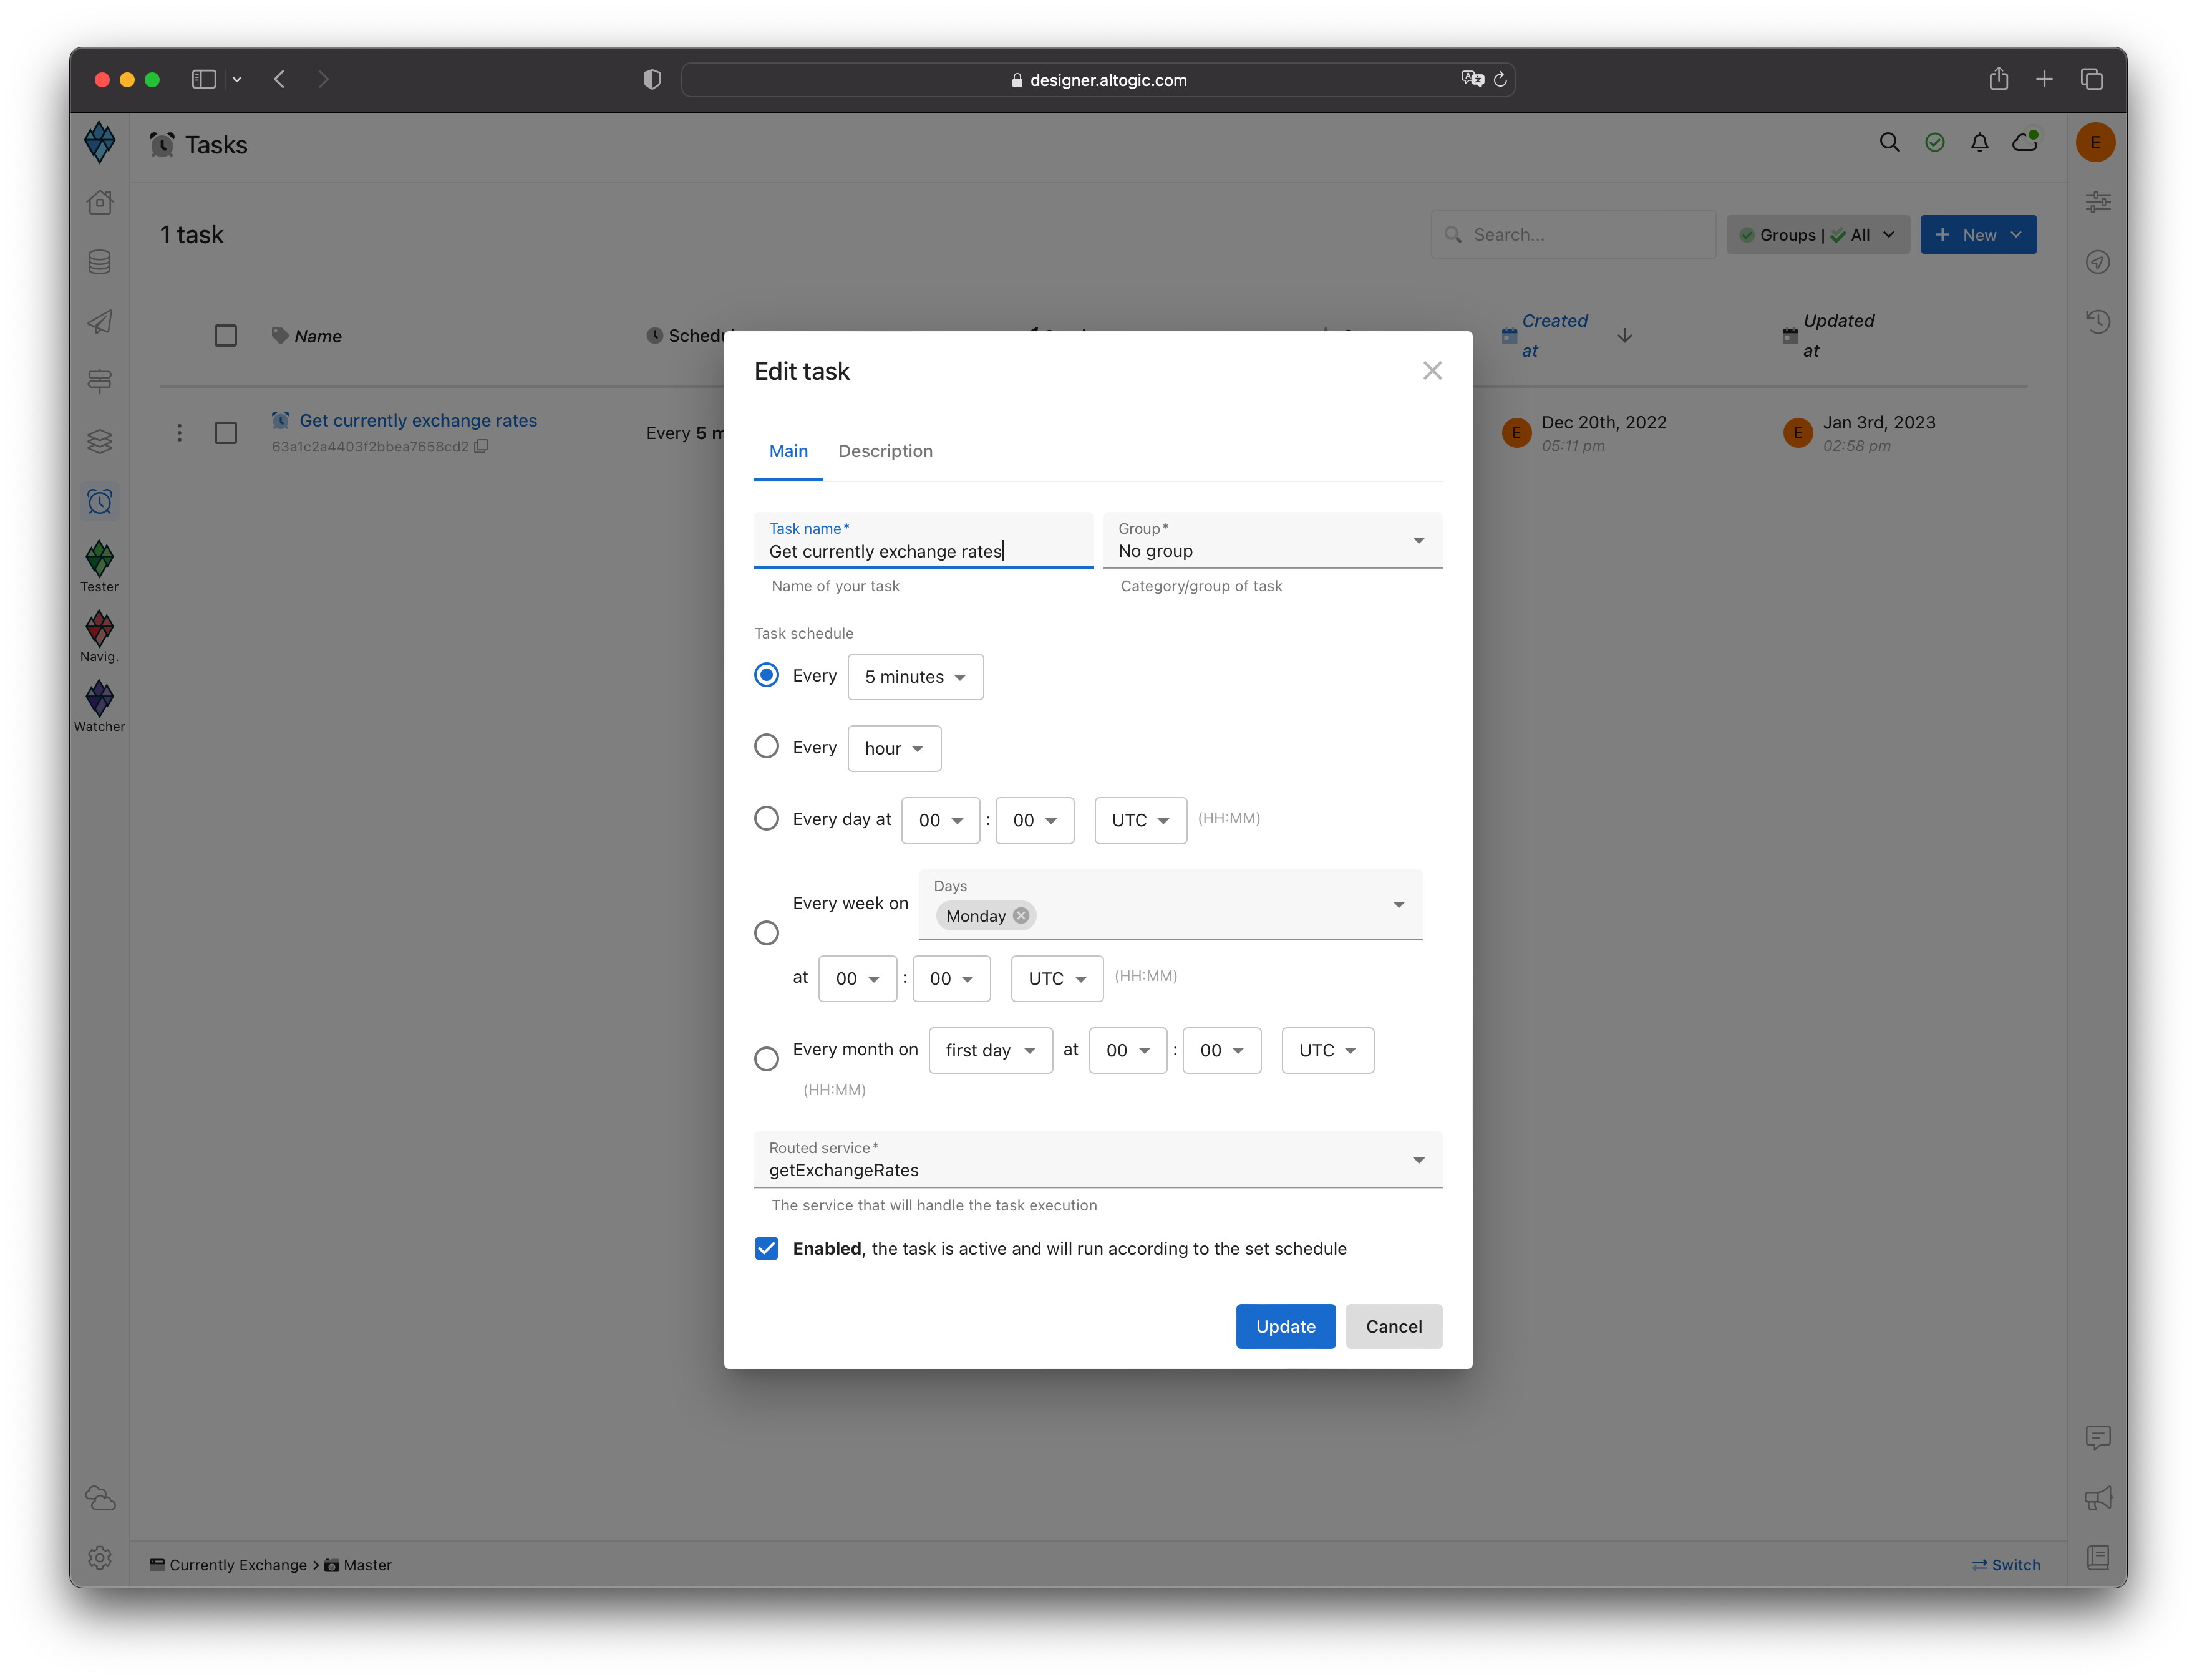 designer.altogic.com
Tasks
E
1 task
Search...
Groups | All
New
Name
Created at
Updated at
Get currently exchange rates
63a1c2a4403f2bbea7658cd2
Every 5 m
E
Dec 20th, 2022
05:11 pm
E
Jan 3rd, 2023
02:58 pm
Tester
Navig.
Watcher
Edit task
Main Description
Task name*
Get currently exchange rates
Name of your task
Group*
No group
Category/group of task
Task schedule
Every 5 minutes
Every hour
Every day at 00 : 00 UTC (HH:MM)
Every week on
Days
Monday
at 00 : 00 UTC (HH:MM)
Every month on first day at 00 : 00 UTC
(HH:MM)
Routed service*
getExchangeRates
The service that will handle the task execution
Enabled, the task is active and will run according to the set schedule
Update Cancel
Currently Exchange > Master
Switch